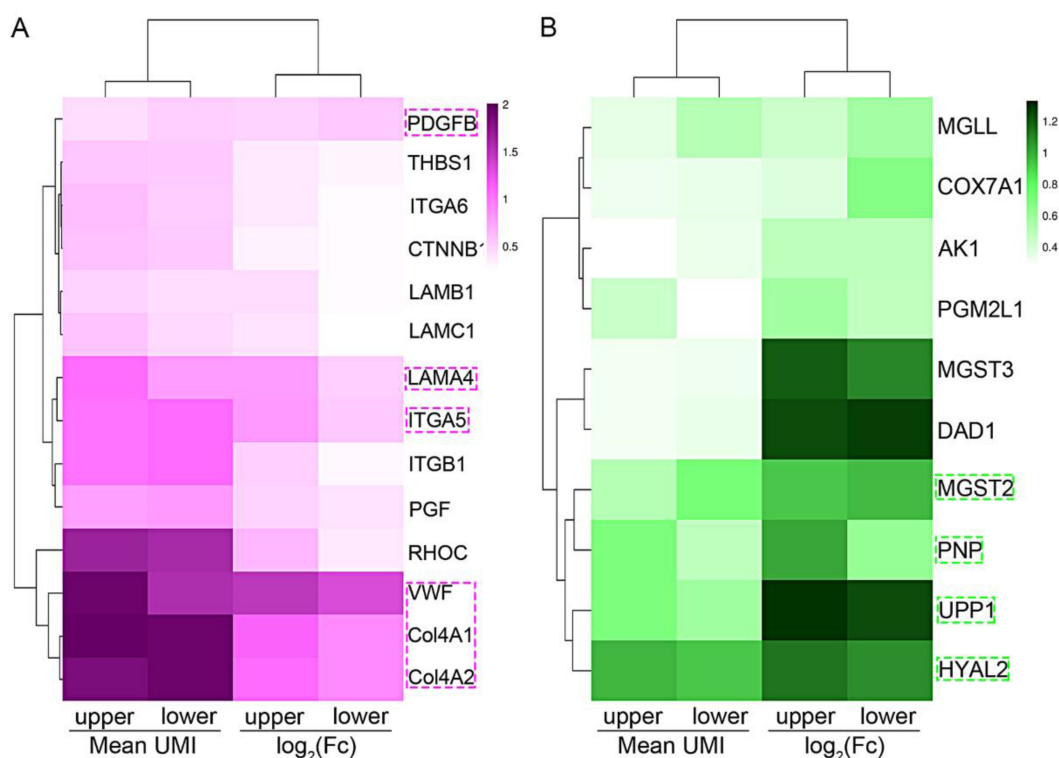 A
PDGFB
THBS1
ITGA6
CTNNB1
LAMB1
LAMC1
LAMA4
ITGA5
ITGB1
PGF
RHOC
VWF
Col4A1
Col4A2
2
1.5
1
0.5
upper lower upper lower
Mean UMI log₂(Fc)
B
MGLL
COX7A1
AK1
PGM2L1
MGST3
DAD1
MGST2
PNP
UPP1
HYAL2
1.2
1
0.8
0.6
0.4
upper lower upper lower
Mean UMI log₂(Fc)